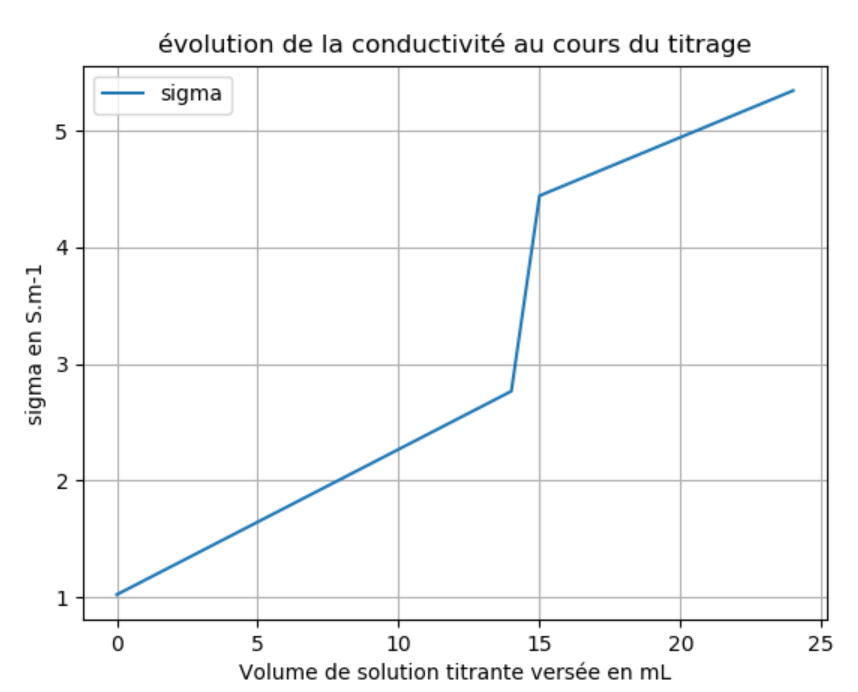 évolution de la conductivité au cours du titrage
sigma
5
4
3
2
1
sigma en S.m-1
0 5 10 15 20 25
Volume de solution titrante versée en mL